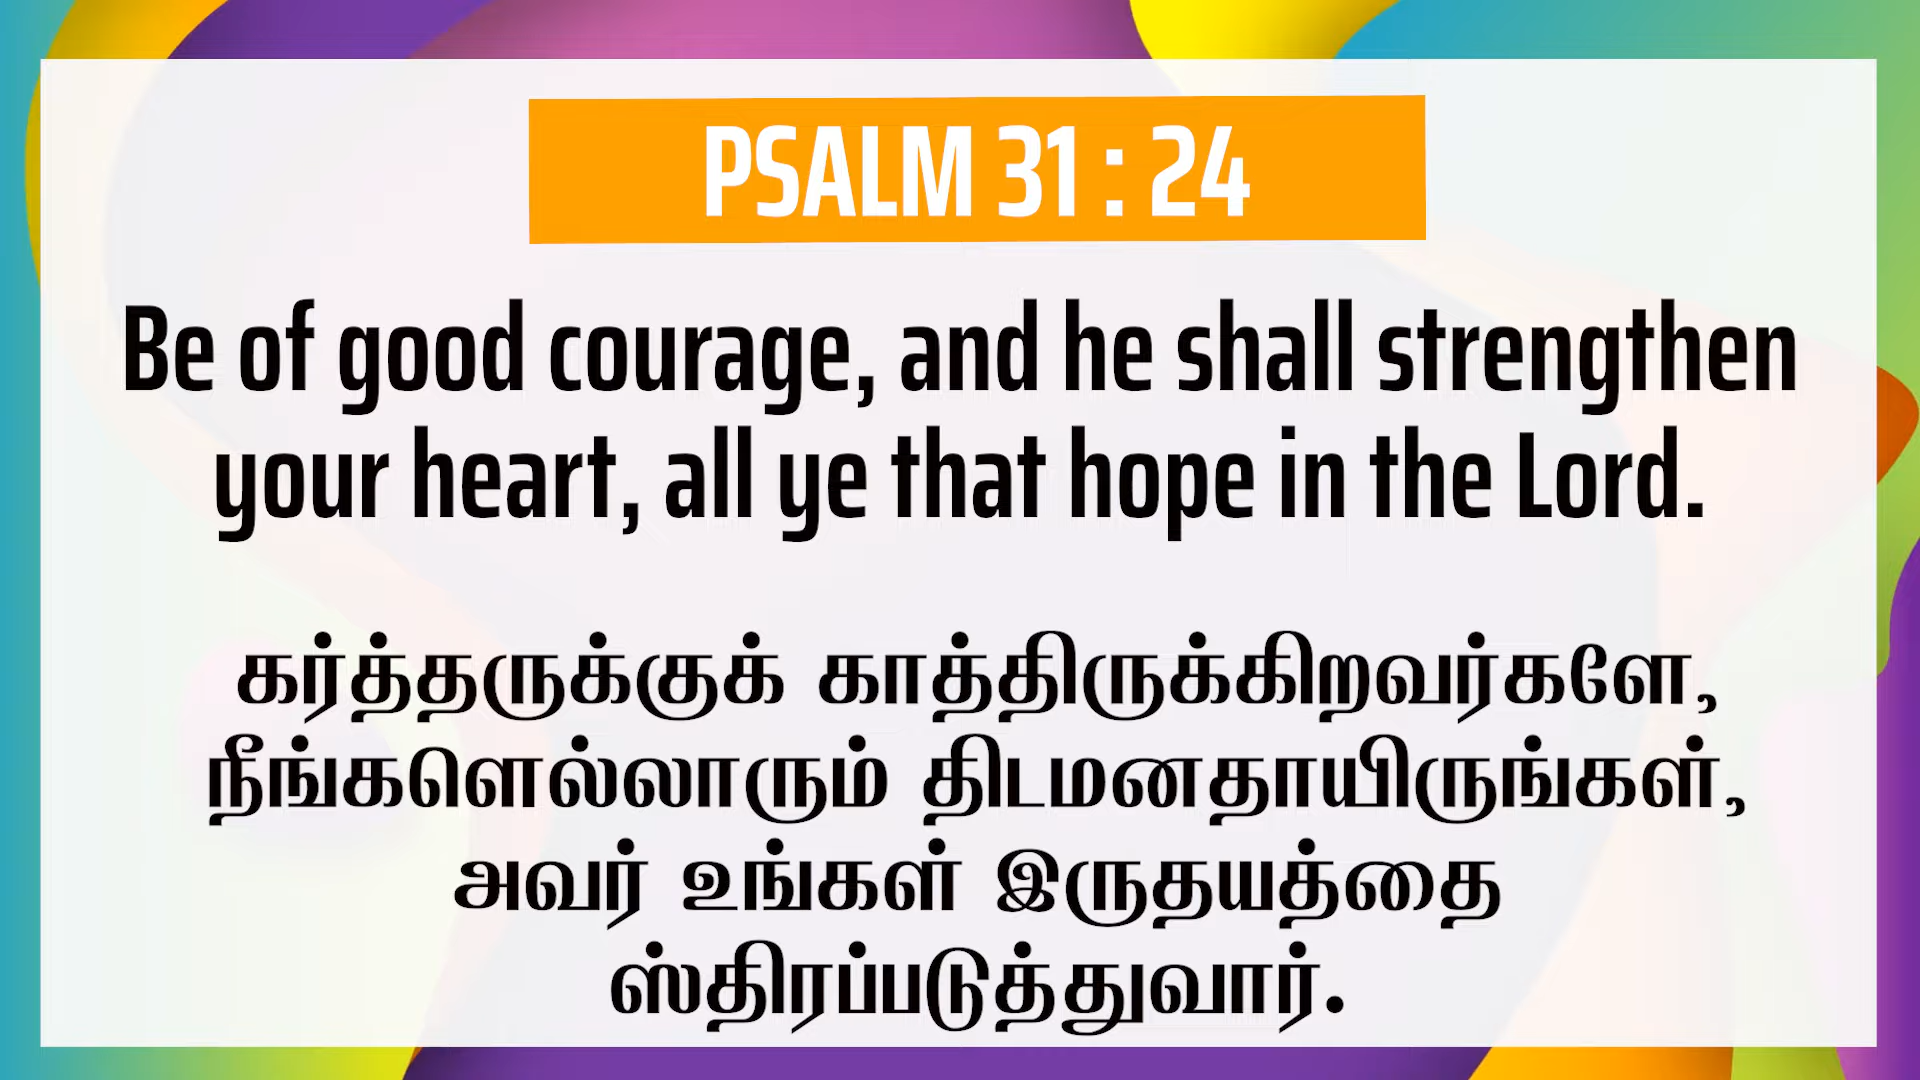 PSALM 31 : 24
Be of good courage, and he shall strengthen
your heart, all ye that hope in the Lord.
கர்த்தருக்குக் காத்திருக்கிறவர்களே,
நீங்களெல்லாரும் திடமனதாயிருங்கள்,
அவர் உங்கள் இருதயத்தை
ஸ்திரப்படுத்துவார்.